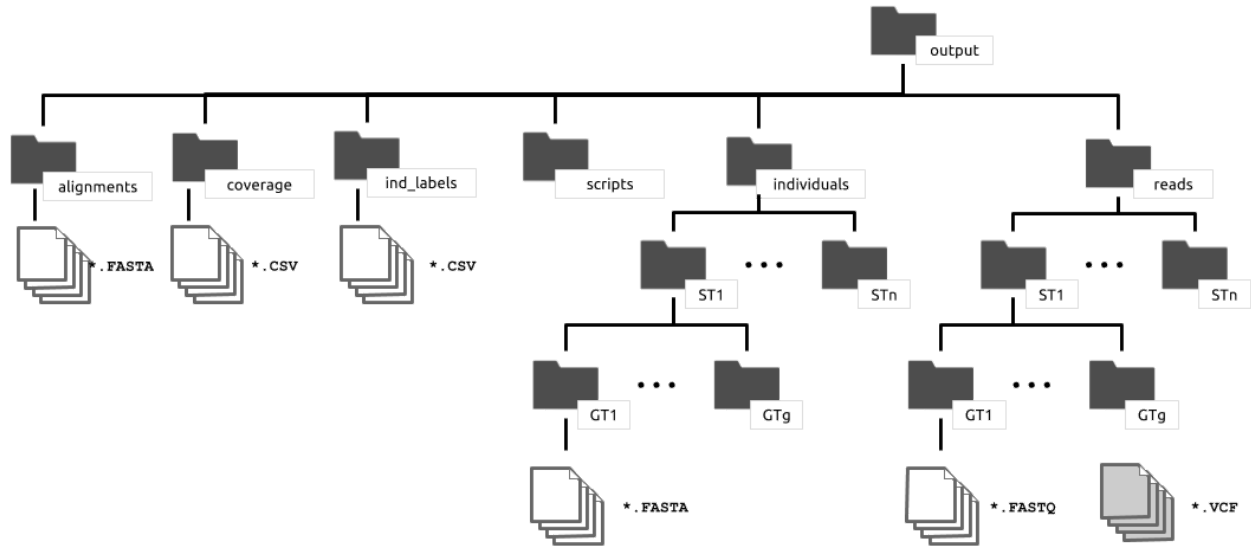 output
alignments
coverage
ind_labels
scripts
individuals
reads
*.FASTA
*.CSV
*.CSV
ST1
•••
STn
ST1
•••
STn
GT1
•••
GTg
GT1
•••
GTg
*.FASTA
*.FASTQ
*.VCF